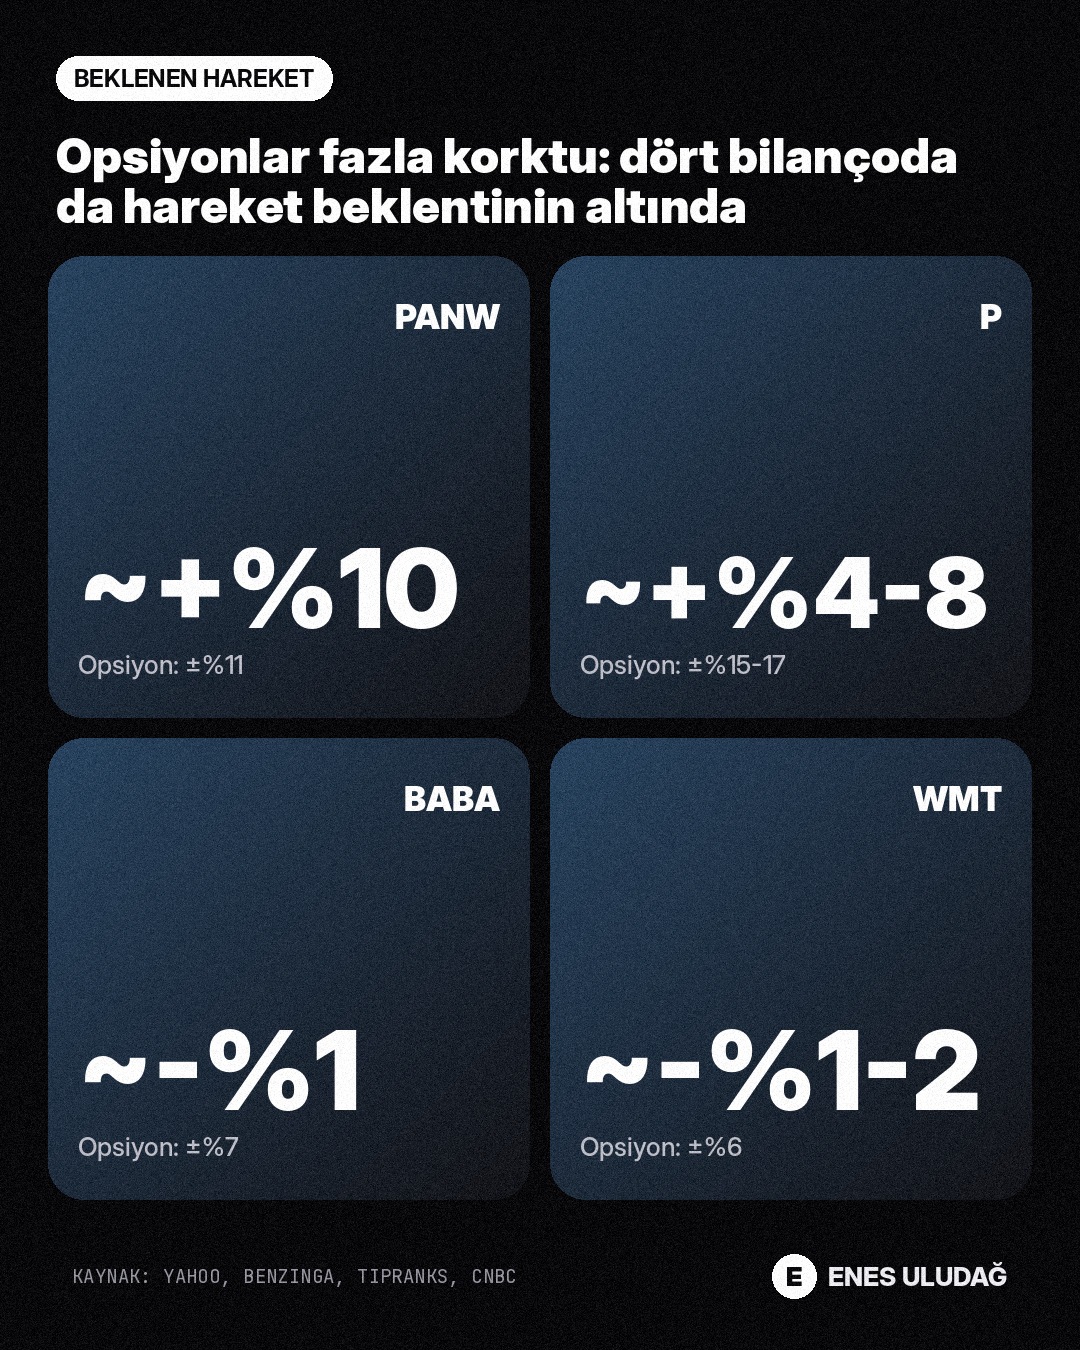 BEKLENEN HAREKET
Opsiyonlar fazla korktu: dört bilançoda
da hareket beklentinin altında
PANW
~+%10
Opsiyon: ±%11
P
~+%4-8
Opsiyon: ±%15-17
BABA
~-%1
Opsiyon: ±%7
WMT
~-%1-2
Opsiyon: ±%6
KAYNAK: YAHOO, BENZINGA, TIPRANKS, CNBC
E ENES ULUDAĞ